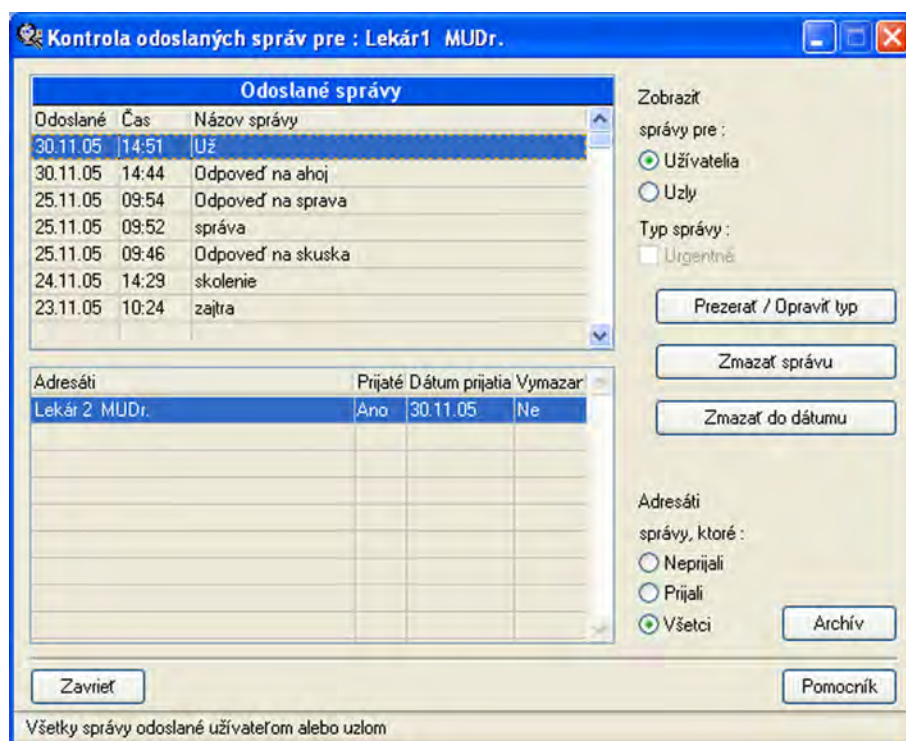 Kontrola odoslaných správ pre : Lekár1 MUDr.
Odoslané správy
Odoslané Čas Názov správy
30.11.05 14:51 Už
30.11.05 14:44 Odpoveď na ahoj
25.11.05 09:54 Odpoveď na sprava
25.11.05 09:52 správa
25.11.05 09:46 Odpoveď na skuska
24.11.05 14:29 skolenie
23.11.05 10:24 zajtra
Adresáti Prijaté Dátum prijatia Vymazar
Lekár 2 MUDr. Ano 30.11.05 Ne
Zobraziť
správy pre :
Užívatelia
Uzly
Typ správy :
Urgentné
Prezerať / Opraviť typ
Zmazať správu
Zmazať do dátumu
Adresáti
správy, ktoré :
Neprijali
Prijali
Všetci
Archív
Zavrieť
Pomocník
Všetky správy odoslané užívateľom alebo uzlom